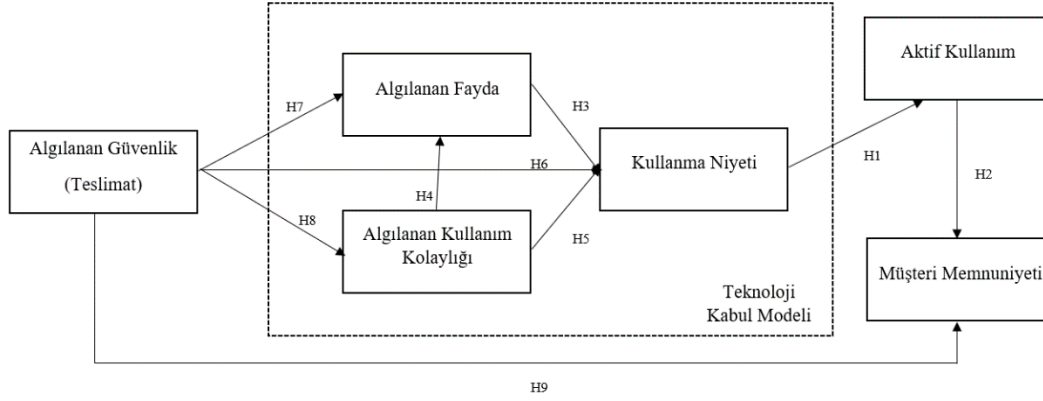 Aktif Kullanım
Algılanan Fayda
H7
H3
Algılanan Güvenlik
(Teslimat)
H6
Kullanma Niyeti
H1
H2
H4
H8
Algılanan Kullanım
Kolaylığı
H5
Müşteri Memnuniyeti
Teknoloji
Kabul Modeli
H9